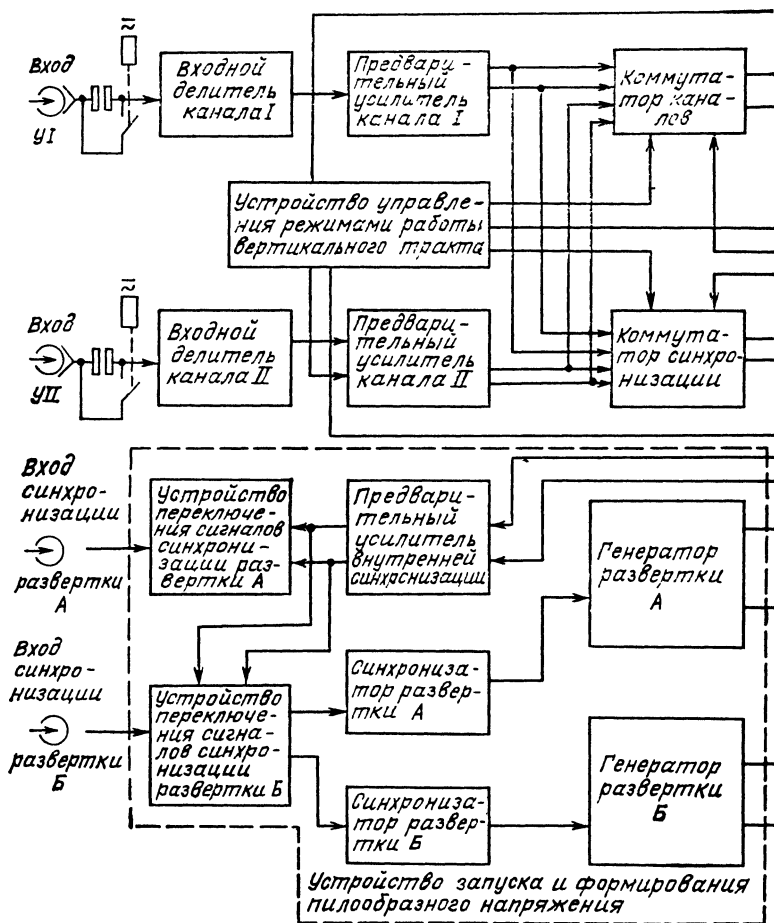 ≂
Вход
УI
Входной
делитель
канала I
Предвари-
тельный
усилитель
канала I
Коммута-
тор кана-
лов
Устройство управле-
ния режимами работы
вертикального тракта
≂
Вход
УII
Входной
делитель
канала II
Предвари-
тельный
усилитель
канала II
Коммута-
тор синхро-
низации
Вход
синхро-
низации
развертки
А
Устройство
переключе-
ния сигналов
синхрони-
зации раз-
вертки А
Предвари-
тельный
усилитель
внутренней
синхронизации
Генератор
развертки
А
Вход
синхро-
низации
развертки
Б
Устройство
переключе-
ния сигна-
лов синхро-
низации
развертки Б
Синхрониза-
тор развер-
тки А
Синхрониза-
тор развер-
тки Б
Генератор
развертки
Б
Устройство запуска и формирования
пилообразного напряжения